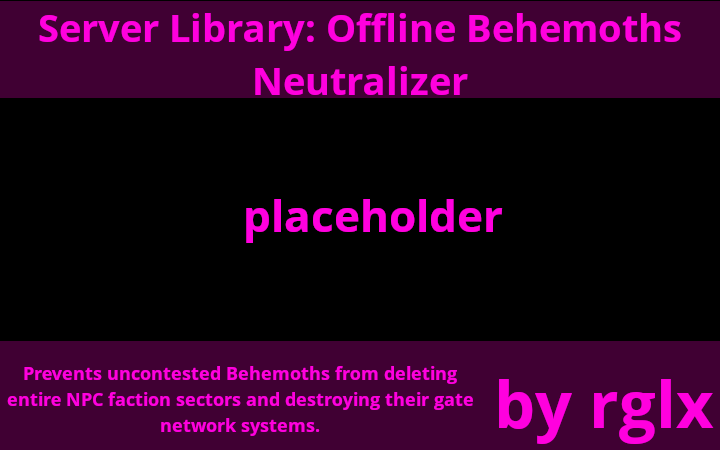 Server Library: Offline Behemoths
Neutralizer
placeholder
Prevents uncontested Behemoths from deleting
entire NPC faction sectors and destroying their gate
network systems.
by rglx